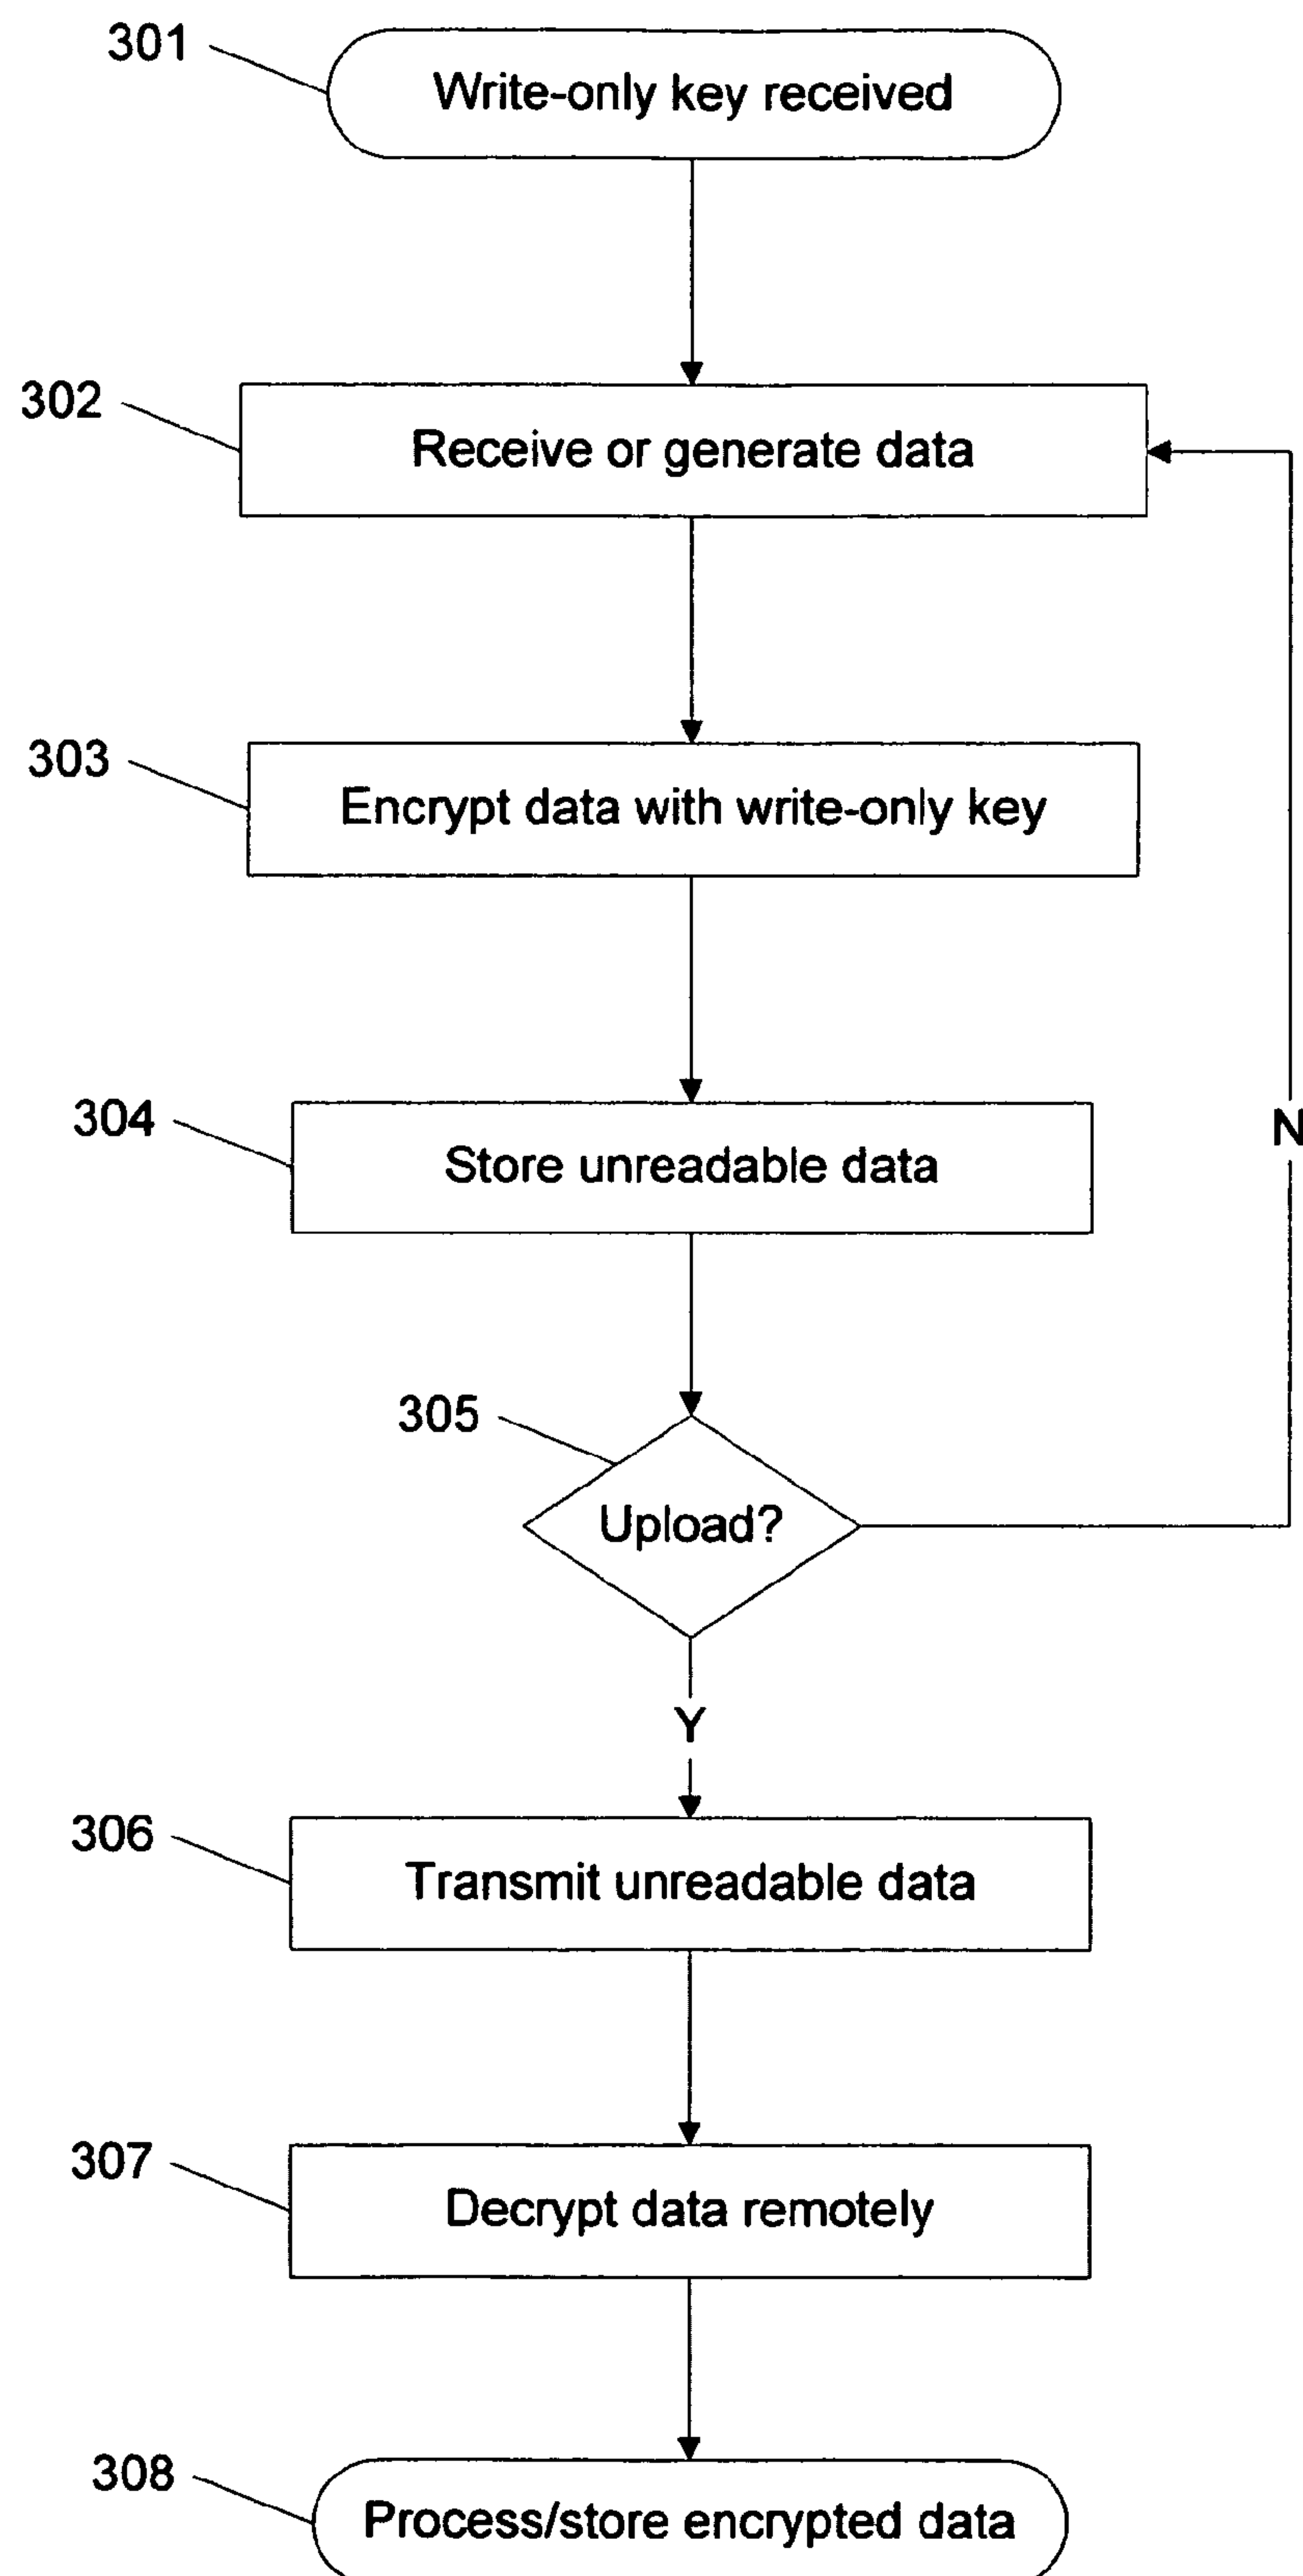 301
Write-only key received
302
Receive or generate data
303
Encrypt data with write-only key
304
Store unreadable data
N
305
Upload?
Y
306
Transmit unreadable data
307
Decrypt data remotely
308
Process/store encrypted data